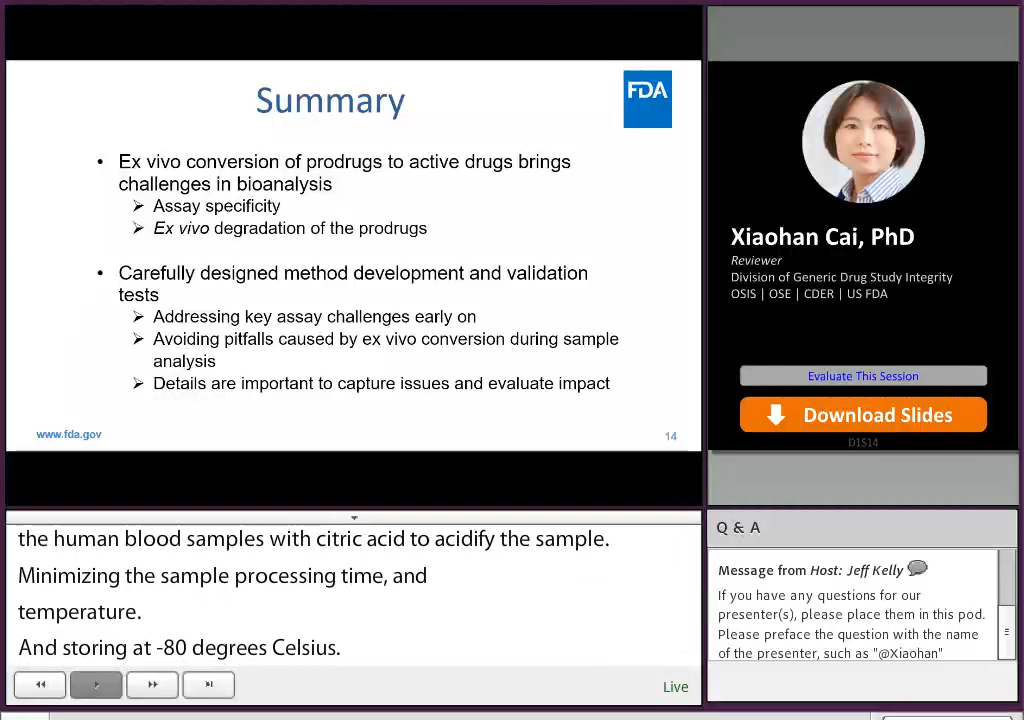 Summary
FDA
• Ex vivo conversion of prodrugs to active drugs brings
challenges in bioanalysis
➢ Assay specificity
➢ Ex vivo degradation of the prodrugs
• Carefully designed method development and validation
tests
➢ Addressing key assay challenges early on
➢ Avoiding pitfalls caused by ex vivo conversion during sample
analysis
➢ Details are important to capture issues and evaluate impact
www.fda.gov
14
Xiaohan Cai, PhD
Reviewer
Division of Generic Drug Study Integrity
OSIS | OSE | CDER | US FDA
Evaluate This Session
Download Slides
D1S14
the human blood samples with citric acid to acidify the sample.
Minimizing the sample processing time, and
temperature.
And storing at -80 degrees Celsius.
Live
Q & A
Message from Host: Jeff Kelly
If you have any questions for our
presenter(s), please place them in this pod.
Please preface the question with the name
of the presenter, such as "@Xiaohan"